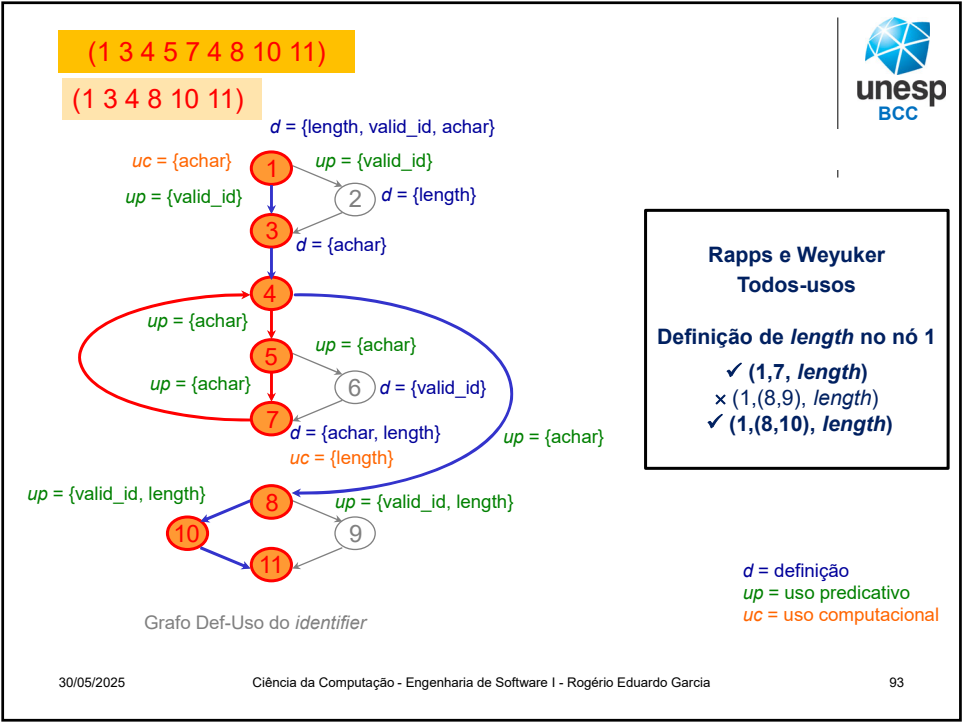 (1 3 4 5 7 4 8 10 11)
(1 3 4 8 10 11)
unesp
BCC
d = {length, valid_id, achar}
uc = {achar}
1
up = {valid_id}
up = {valid_id}
2
d = {length}
3
d = {achar}
4
up = {achar}
5
up = {achar}
up = {achar}
6
d = {valid_id}
7
d = {achar, length}
uc = {length}
up = {achar}
up = {valid_id, length}
8
up = {valid_id, length}
10
9
11
Grafo Def-Uso do identifier
Rapps e Weyuker
Todos-usos
Definição de length no nó 1
✓ (1,7, length)
× (1,(8,9), length)
✓ (1,(8,10), length)
d = definição
up = uso predicativo
uc = uso computacional
30/05/2025
Ciência da Computação - Engenharia de Software I - Rogério Eduardo Garcia
93